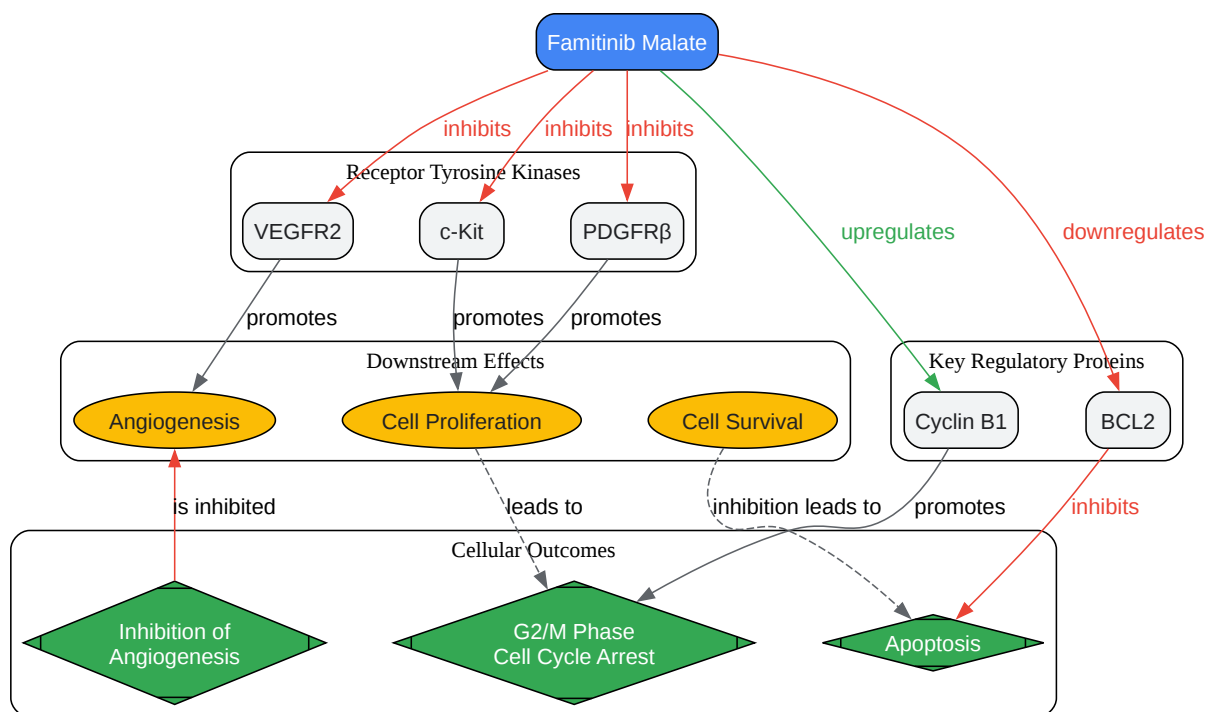 Famitinib Malate
inhibits
inhibits
inhibits
Receptor Tyrosine Kinases
VEGFR2
c-Kit
PDGFRβ
upregulates
downregulates
promotes
promotes
promotes
Downstream Effects
Key Regulatory Proteins
Angiogenesis
Cell Proliferation
Cell Survival
Cyclin B1
BCL2
is inhibited
leads to
inhibition leads to
promotes
inhibits
Cellular Outcomes
Inhibition of
Angiogenesis
G2/M Phase
Cell Cycle Arrest
Apoptosis